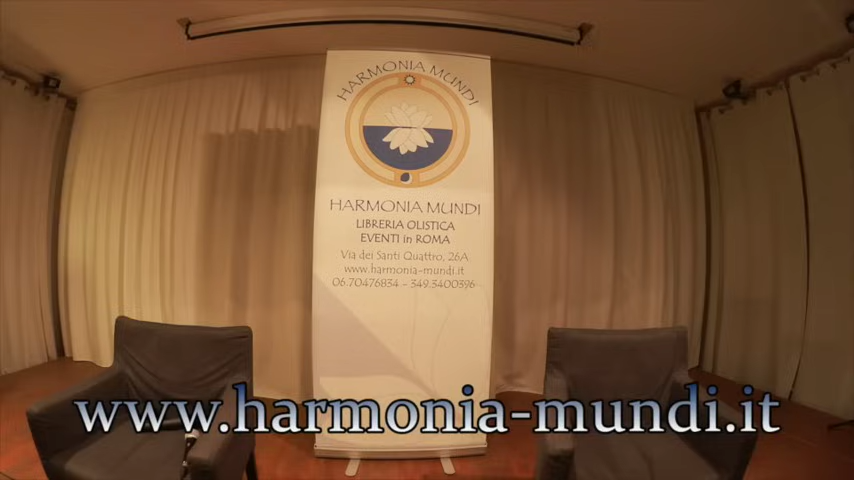 HARMONIA MUNDI
HARMONIA MUNDI
LIBRERIA OLISTICA
EVENTI in ROMA
Via dei Santi Quattro, 26A
www.harmonia-mundi.it
06.70476834 - 349.3400396
www.harmonia-mundi.it